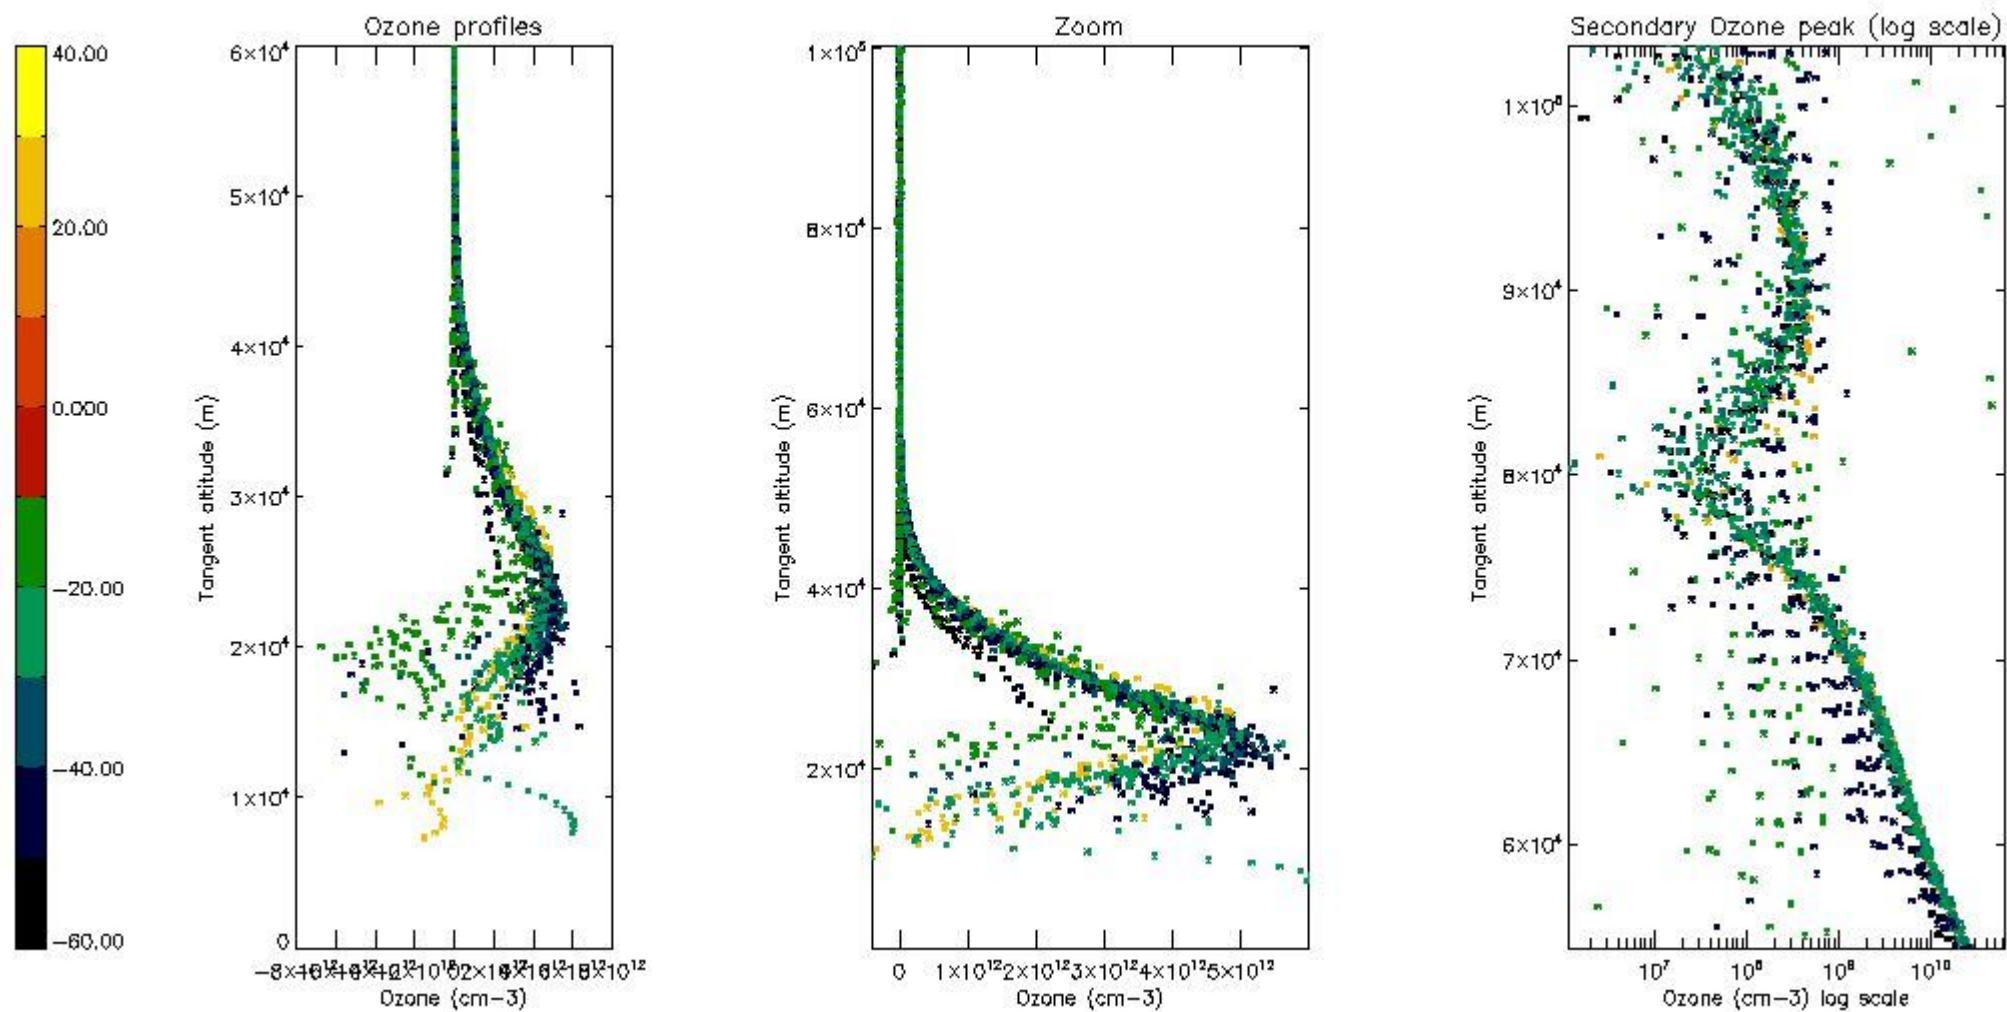 Ozone profiles
Zoom
Secondary Ozone peak (log scale)
40.00
20.00
0.000
−20.00
−40.00
−60.00
6×10⁴
5×10⁴
4×10⁴
3×10⁴
2×10⁴
1×10⁴
0
Tangent altitude (m)
Ozone (cm−3)
1×10⁵
8×10⁴
6×10⁴
4×10⁴
2×10⁴
Tangent altitude (m)
0 1×10¹² 2×10¹² 3×10¹² 4×10¹² 5×10¹²
Ozone (cm−3)
9×10⁴
8×10⁴
7×10⁴
6×10⁴
Tangent altitude (m)
10⁷ 10⁸ 10⁹ 10¹⁰
Ozone (cm−3) log scale